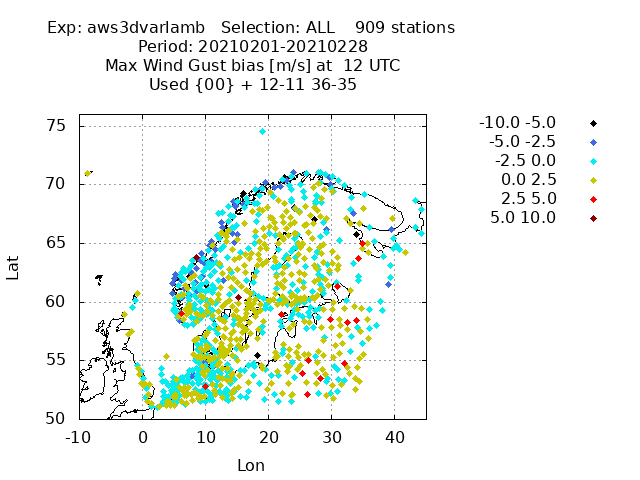 Exp: aws3dvarlamb   Selection: ALL    909 stations
Period: 20210201-20210228
Max Wind Gust bias [m/s] at  12 UTC
Used {00} + 12-11 36-35
-10.0 -5.0
-5.0 -2.5
-2.5 0.0
0.0 2.5
2.5 5.0
5.0 10.0
75
70
65
60
55
50
Lat
-10 0 10 20 30 40
Lon